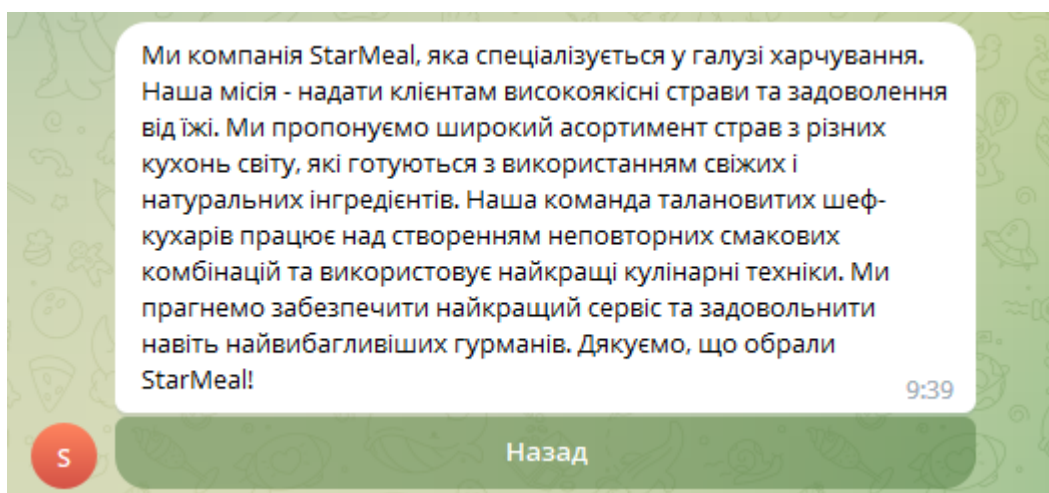 Ми компанія StarMeal, яка спеціалізується у галузі харчування.
Наша місія - надати клієнтам високоякісні страви та задоволення
від їжі. Ми пропонуємо широкий асортимент страв з різних
кухонь світу, які готуються з використанням свіжих і
натуральних інгредієнтів. Наша команда талановитих шеф-
кухарів працює над створенням неповторних смакових
комбінацій та використовує найкращі кулінарні техніки. Ми
прагнемо забезпечити найкращий сервіс та задовольнити
навіть найвибагливіших гурманів. Дякуємо, що обрали
StarMeal!
9:39
S
Назад